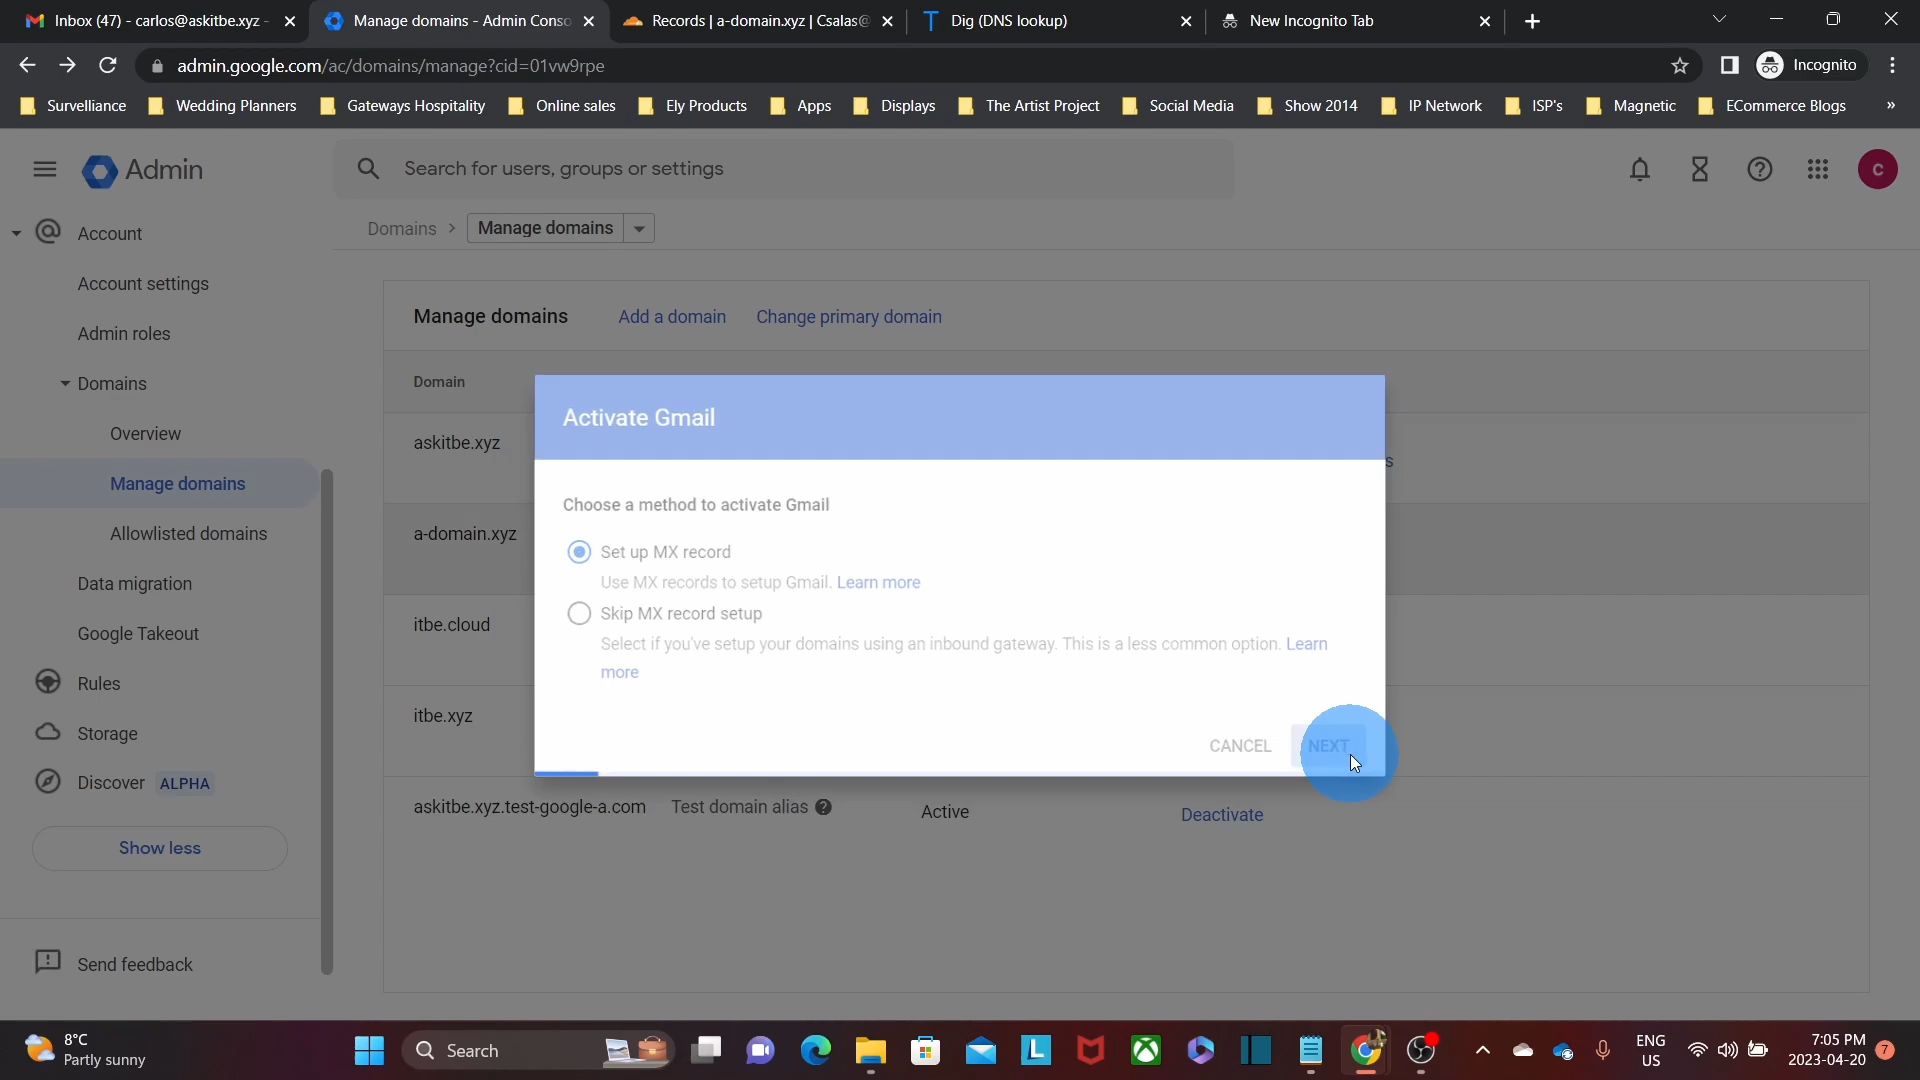 Inbox (47) - carlos@askitbe.xyz -
Manage domains - Admin Conso
Records | a-domain.xyz | Csalas@
Dig (DNS lookup)
New Incognito Tab
admin.google.com/ac/domains/manage?cid=01vw9rpe
Incognito
Survelliance
Wedding Planners
Gateways Hospitality
Online sales
Ely Products
Apps
Displays
The Artist Project
Social Media
Show 2014
IP Network
ISP's
Magnetic
ECommerce Blogs
»
Admin
Search for users, groups or settings
C
Account
Account settings
Admin roles
Domains
Overview
Manage domains
Allowlisted domains
Data migration
Google Takeout
Rules
Storage
Discover ALPHA
Show less
Send feedback
Domains > Manage domains
Manage domains Add a domain Change primary domain
Domain
askitbe.xyz
s
a-domain.xyz
itbe.cloud
itbe.xyz
askitbe.xyz.test-google-a.com Test domain alias ? Active Deactivate
Activate Gmail
Choose a method to activate Gmail
Set up MX record
Use MX records to setup Gmail. Learn more
Skip MX record setup
Select if you've setup your domains using an inbound gateway. This is a less common option. Learn
more
CANCEL NEXT
8°C
Partly sunny
Search
L
ENG
US
7:05 PM
2023-04-20
7